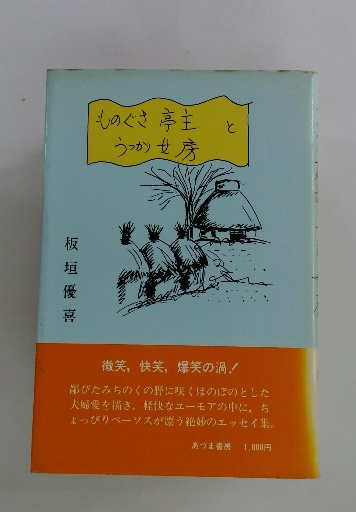 ものぐさ亭主と
うっかり女房
板垣優喜
微笑，快笑，爆笑の渦！
鄙びたみちのくの野に咲くほのぼのとした
夫婦愛を描き，軽快なユーモアの中に，ち
ょっぴりペーソスが漂う絶妙のエッセイ集。
あづま書房 1,000円